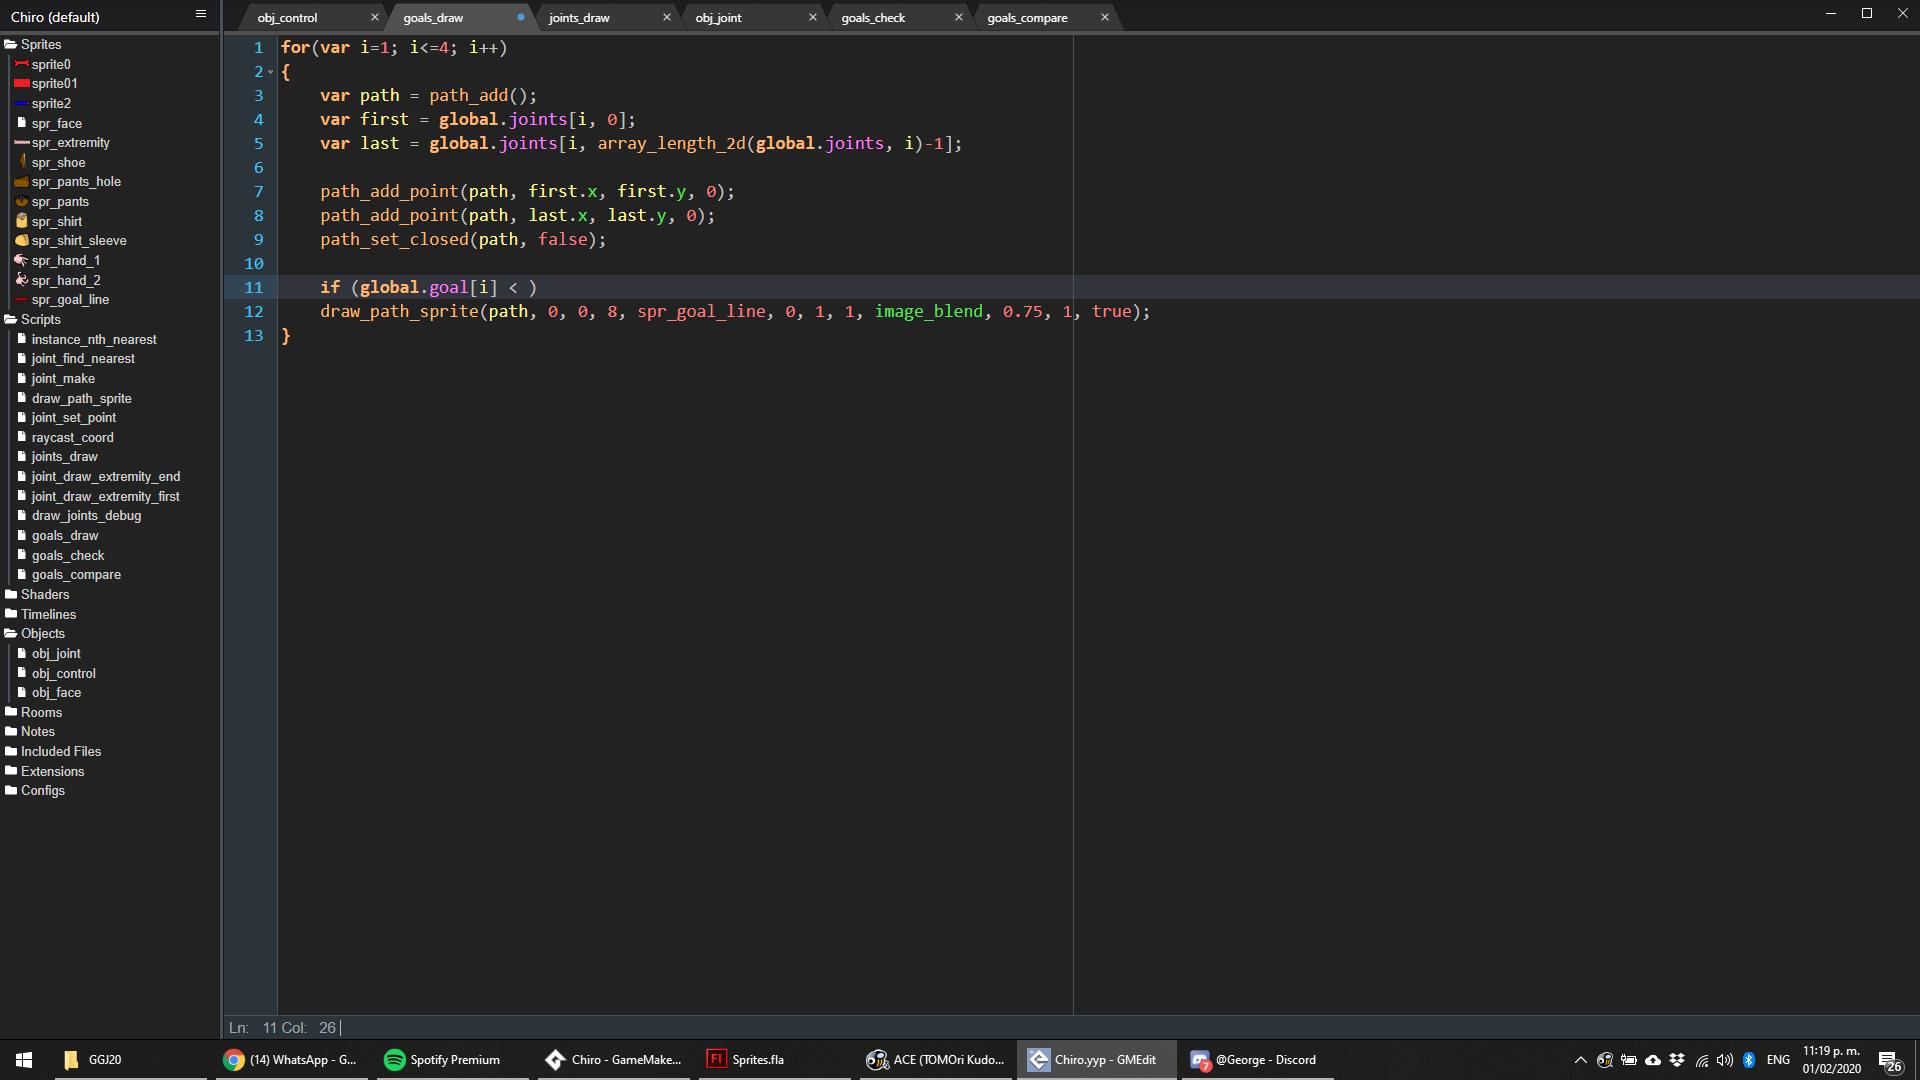 Chiro (default)
obj_control
goals_draw
joints_draw
obj_joint
goals_check
goals_compare
Sprites
sprite0
sprite01
sprite2
spr_face
spr_extremity
spr_shoe
spr_pants_hole
spr_pants
spr_shirt
spr_shirt_sleeve
spr_hand_1
spr_hand_2
spr_goal_line
Scripts
instance_nth_nearest
joint_find_nearest
joint_make
draw_path_sprite
joint_set_point
raycast_coord
joints_draw
joint_draw_extremity_end
joint_draw_extremity_first
draw_joints_debug
goals_draw
goals_check
goals_compare
Shaders
Timelines
Objects
obj_joint
obj_control
obj_face
Rooms
Notes
Included Files
Extensions
Configs
1 for(var i=1; i<=4; i++)
2 {
3 var path = path_add();
4 var first = global.joints[i, 0];
5 var last = global.joints[i, array_length_2d(global.joints, i)-1];
6
7 path_add_point(path, first.x, first.y, 0);
8 path_add_point(path, last.x, last.y, 0);
9 path_set_closed(path, false);
10
11 if (global.goal[i] < )
12 draw_path_sprite(path, 0, 0, 8, spr_goal_line, 0, 1, 1, image_blend, 0.75, 1, true);
13 }
Ln: 11 Col: 26
GGJ20
(14) WhatsApp - G...
Spotify Premium
Chiro - GameMake...
Fl
Sprites.fla
ACE (TOMOri Kudo...
Chiro.yyp - GMEdit
7
@George - Discord
ENG
11:19 p. m.
01/02/2020
26